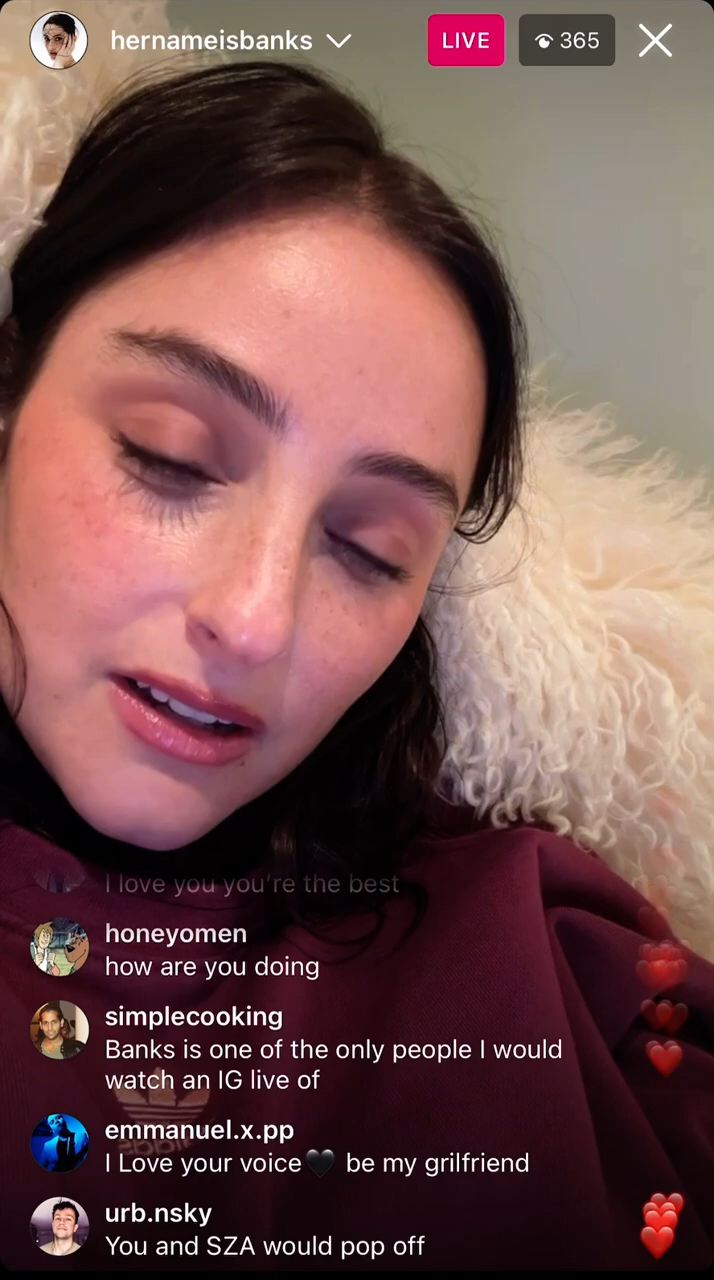 hernameisbanks
LIVE
365
I love you you're the best
honeyomen
how are you doing
simplecooking
Banks is one of the only people I would
watch an IG live of
emmanuel.x.pp
adidas
I Love your voice🖤 be my grilfriend
urb.nsky
You and SZA would pop off